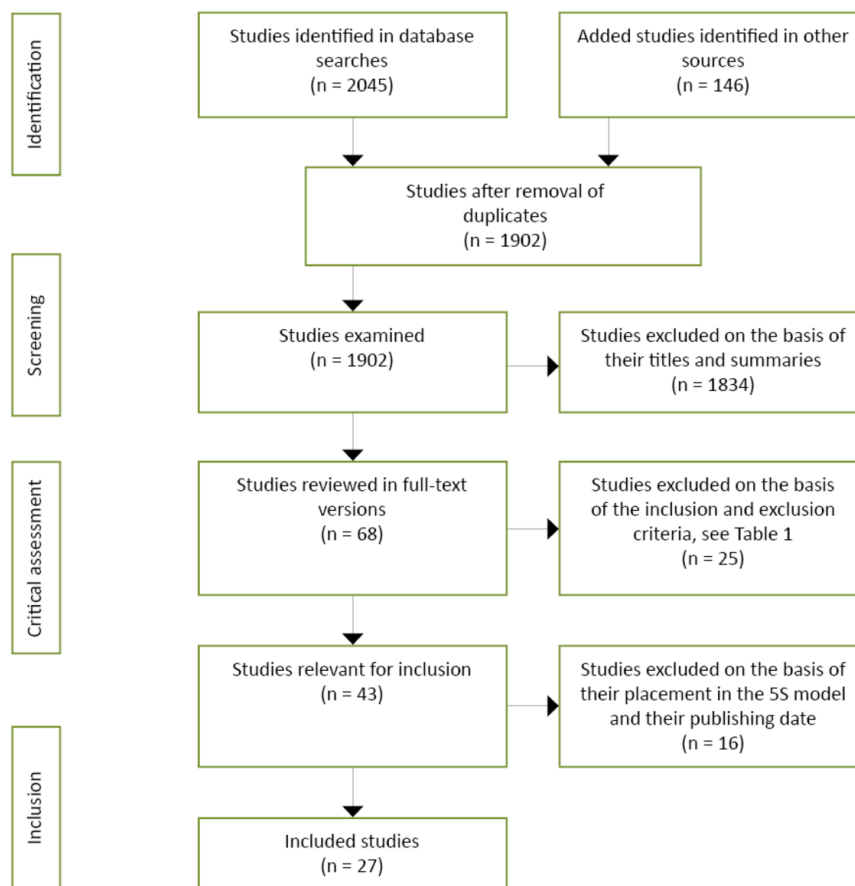 Identification
Studies identified in database
searches
(n = 2045)
Added studies identified in other
sources
(n = 146)
Studies after removal of
duplicates
(n = 1902)
Screening
Studies examined
(n = 1902)
Studies excluded on the basis of
their titles and summaries
(n = 1834)
Critical assessment
Studies reviewed in full-text
versions
(n = 68)
Studies excluded on the basis
of the inclusion and exclusion
criteria, see Table 1
(n = 25)
Studies relevant for inclusion
(n = 43)
Studies excluded on the basis of
their placement in the 5S model
and their publishing date
(n = 16)
Inclusion
Included studies
(n = 27)